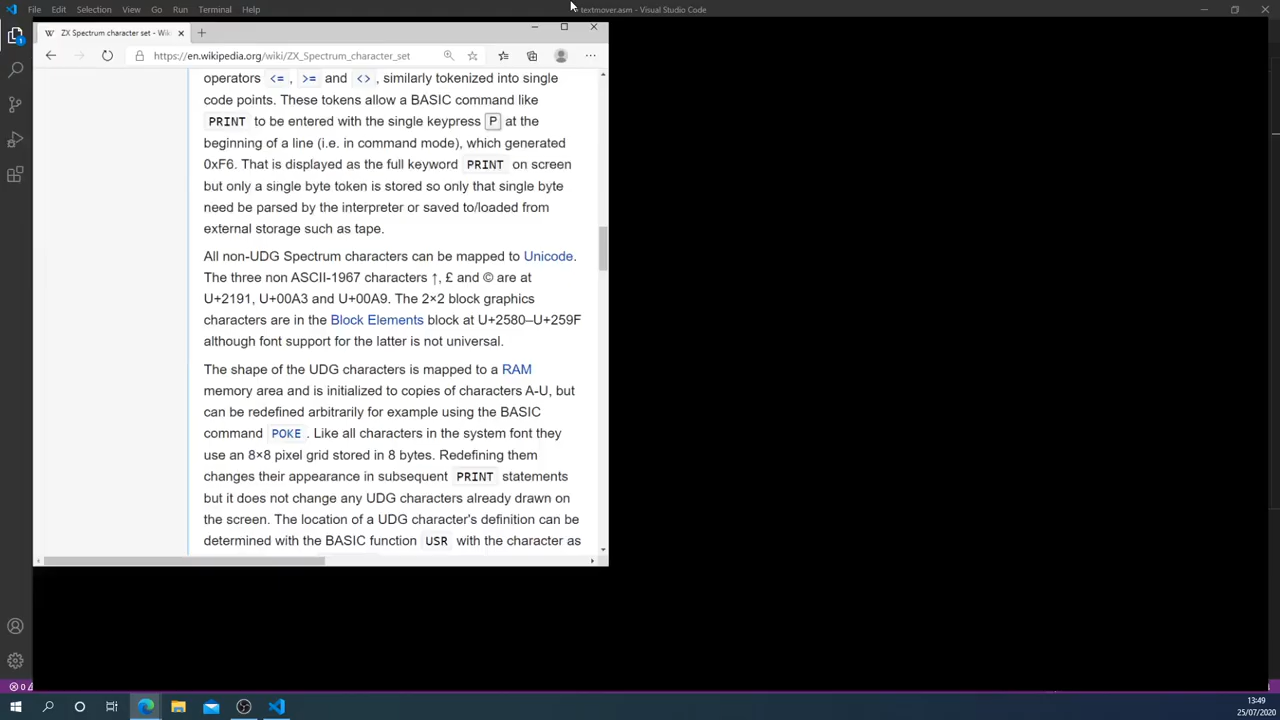 File Edit Selection View Go Run Terminal Help
textmover.asm - Visual Studio Code
ZX Spectrum character set - Wi
https://en.wikipedia.org/wiki/ZX_Spectrum_character_set
operators <=, >= and <>, similarly tokenized into single
code points. These tokens allow a BASIC command like
PRINT to be entered with the single keypress P at the
beginning of a line (i.e. in command mode), which generated
0xF6. That is displayed as the full keyword PRINT on screen
but only a single byte token is stored so only that single byte
need be parsed by the interpreter or saved to/loaded from
external storage such as tape.
All non-UDG Spectrum characters can be mapped to Unicode.
The three non ASCII-1967 characters ↑, £ and © are at
U+2191, U+00A3 and U+00A9. The 2×2 block graphics
characters are in the Block Elements block at U+2580–U+259F
although font support for the latter is not universal.
The shape of the UDG characters is mapped to a RAM
memory area and is initialized to copies of characters A-U, but
can be redefined arbitrarily for example using the BASIC
command POKE. Like all characters in the system font they
use an 8×8 pixel grid stored in 8 bytes. Redefining them
changes their appearance in subsequent PRINT statements
but it does not change any UDG characters already drawn on
the screen. The location of a UDG character's definition can be
determined with the BASIC function USR with the character as
0
13:49
25/07/2020